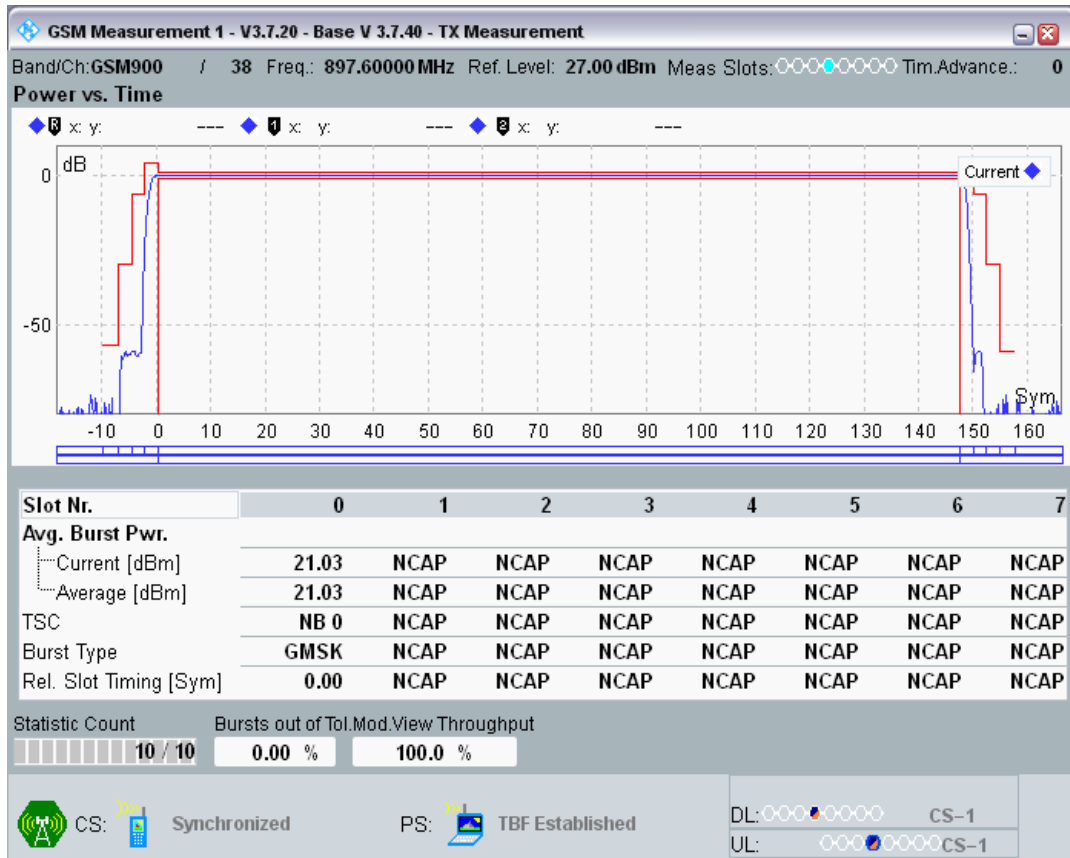 GSM Measurement 1 - V3.7.20 - Base V 3.7.40 - TX Measurement
Band/Ch:GSM900 / 38 Freq.: 897.60000 MHz Ref. Level: 27.00 dBm Meas Slots: Tim.Advance.: 0
Power vs. Time
R x: y: --- 1 x: y: --- 2 x: y: ---
dB
0
Current
-50
Sym
-10 0 10 20 30 40 50 60 70 80 90 100 110 120 130 140 150 160
Slot Nr. 0 1 2 3 4 5 6 7
Avg. Burst Pwr.
Current [dBm] 21.03 NCAP NCAP NCAP NCAP NCAP NCAP NCAP
Average [dBm] 21.03 NCAP NCAP NCAP NCAP NCAP NCAP NCAP
TSC NB 0 NCAP NCAP NCAP NCAP NCAP NCAP NCAP
Burst Type GMSK NCAP NCAP NCAP NCAP NCAP NCAP NCAP
Rel. Slot Timing [Sym] 0.00 NCAP NCAP NCAP NCAP NCAP NCAP NCAP
Statistic Count Bursts out of Tol.Mod.View Throughput
10 / 10 0.00 % 100.0 %
CS: Synchronized PS: TBF Established
DL: CS-1
UL: CS-1